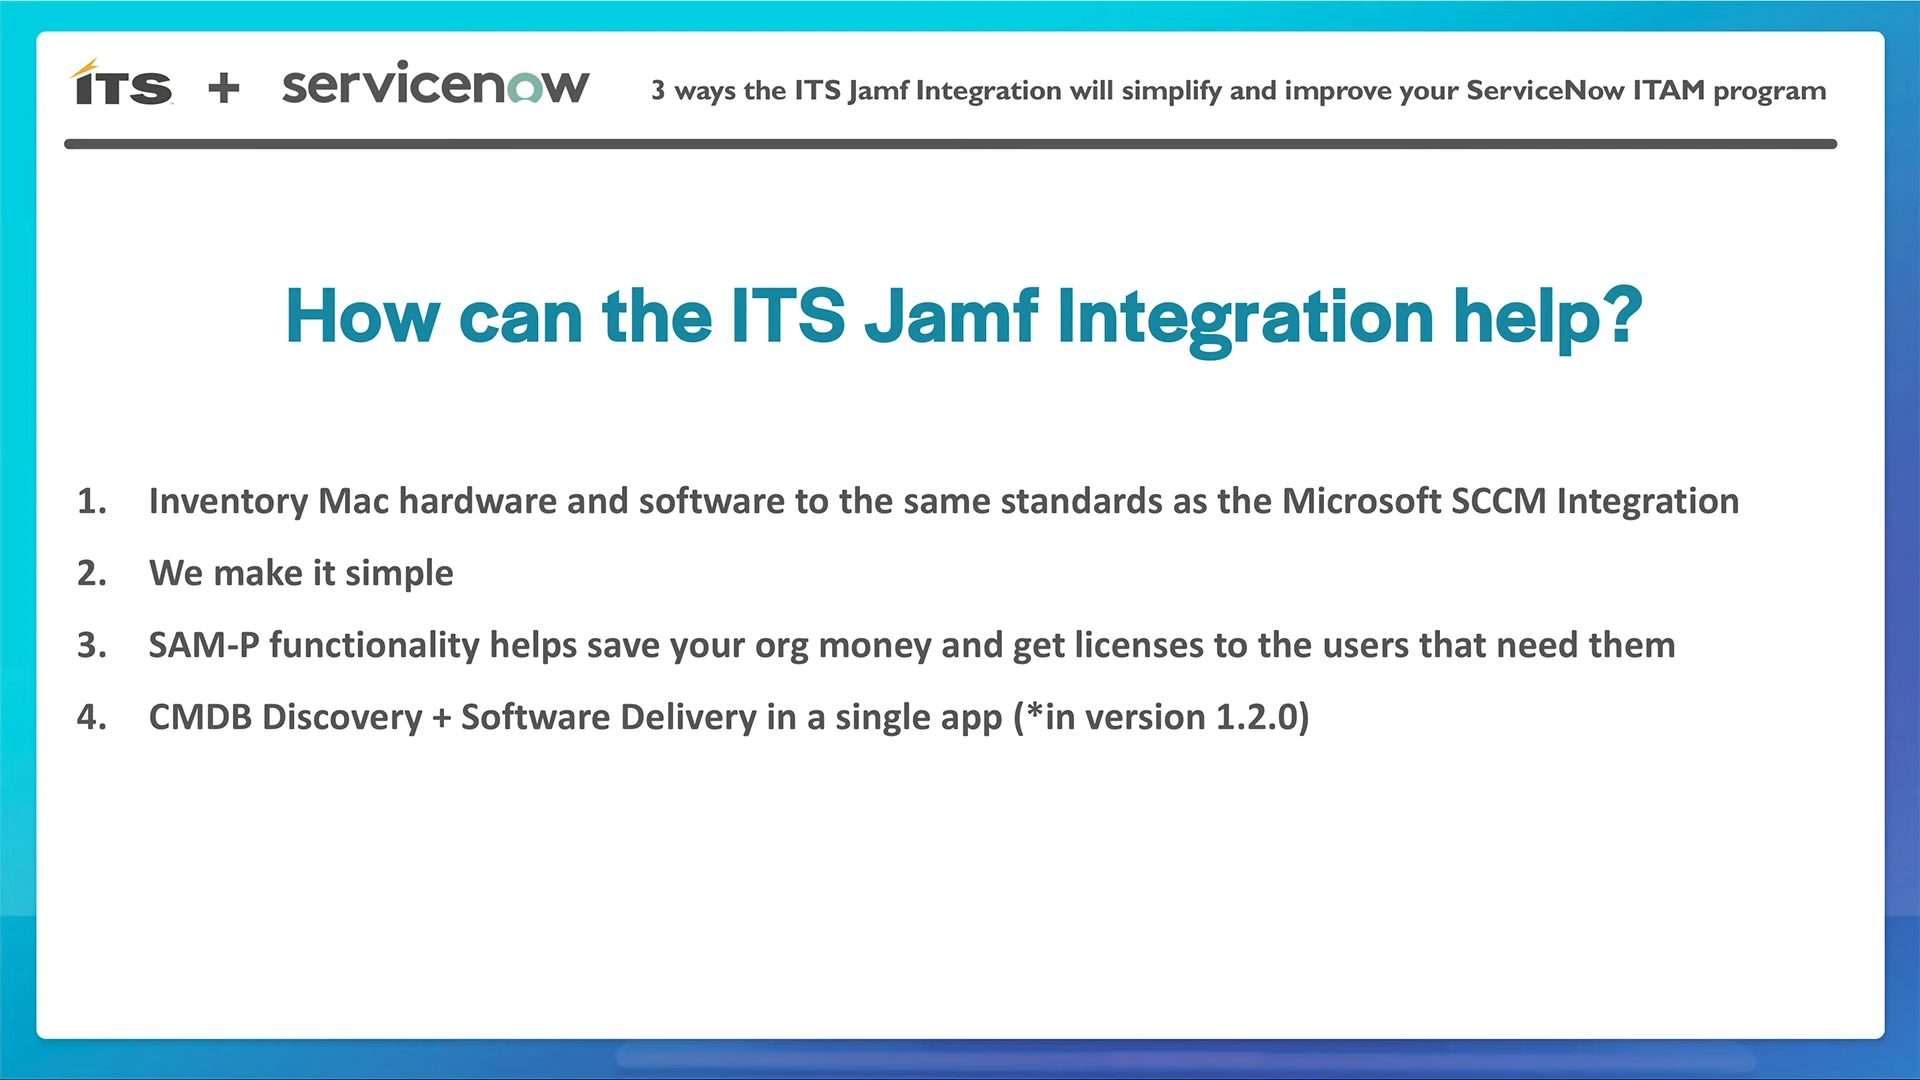 ITS + servicenow 3 ways the ITS Jamf Integration will simplify and improve your ServiceNow ITAM program
How can the ITS Jamf Integration help?
1. Inventory Mac hardware and software to the same standards as the Microsoft SCCM Integration
2. We make it simple
3. SAM-P functionality helps save your org money and get licenses to the users that need them
4. CMDB Discovery + Software Delivery in a single app (*in version 1.2.0)